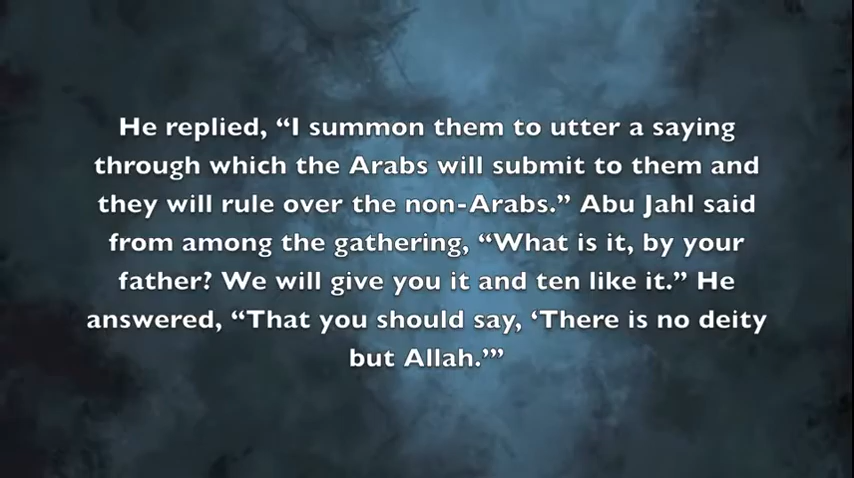 He replied, “I summon them to utter a saying
through which the Arabs will submit to them and
they will rule over the non-Arabs.” Abu Jahl said
from among the gathering, “What is it, by your
father? We will give you it and ten like it.” He
answered, “That you should say, ‘There is no deity
but Allah.’”